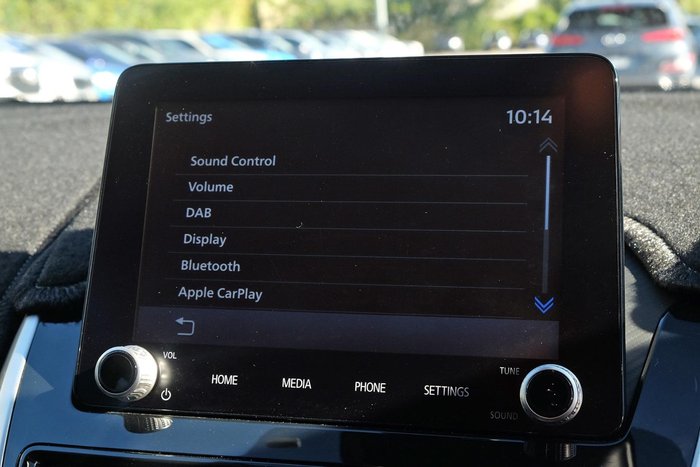 Settings
10:14
Sound Control
Volume
DAB
Display
Bluetooth
Apple CarPlay
VOL
HOME
MEDIA
PHONE
SETTINGS
TUNE
SOUND